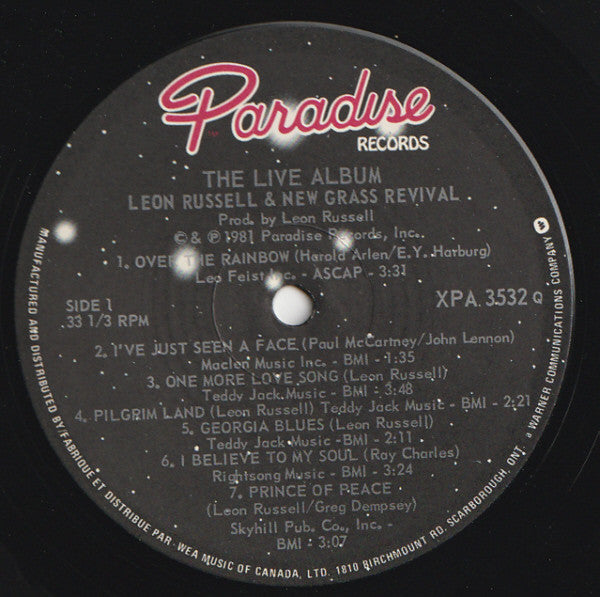 Paradise
RECORDS
THE LIVE ALBUM
LEON RUSSELL & NEW GRASS REVIVAL
Prod. by Leon Russell
© & ℗ 1981 Paradise Records, Inc.
1. OVER THE RAINBOW (Harold Arlen/E.Y. Harburg)
Leo Feist Inc. - ASCAP - 3:31
SIDE 1
33 1/3 RPM
XPA 3532 Q
2. I'VE JUST SEEN A FACE (Paul McCartney/John Lennon)
Maclen Music Inc. - BMI - 1:35
3. ONE MORE LOVE SONG (Leon Russell)
Teddy Jack Music - BMI - 3:48
4. PILGRIM LAND (Leon Russell) Teddy Jack Music - BMI - 2:21
5. GEORGIA BLUES (Leon Russell)
Teddy Jack Music - BMI - 2:11
6. I BELIEVE TO MY SOUL (Ray Charles)
Rightsong Music - BMI - 3:24
7. PRINCE OF PEACE
(Leon Russell/Greg Dempsey)
Skyhill Pub. Co., Inc. -
BMI - 3:07
MANUFACTURED AND DISTRIBUTED BY/FABRIQUE ET DISTRIBUE PAR WEA MUSIC OF CANADA, LTD. 1810 BIRCHMOUNT RD. SCARBOROUGH, ONT. a WARNER COMMUNICATIONS COMPANY